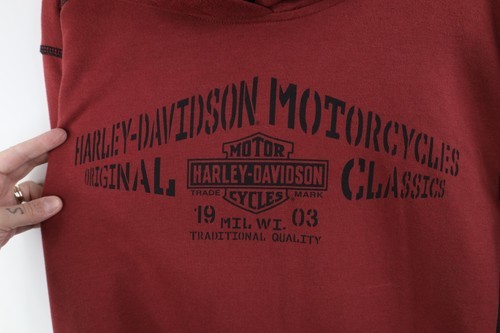 HARLEY-DAVIDSON MOTORCYCLES
ORIGINAL CLASSICS
MOTOR
HARLEY-DAVIDSON
CYCLES
TRADE MARK
19 03
MIL WI.
TRADITIONAL QUALITY